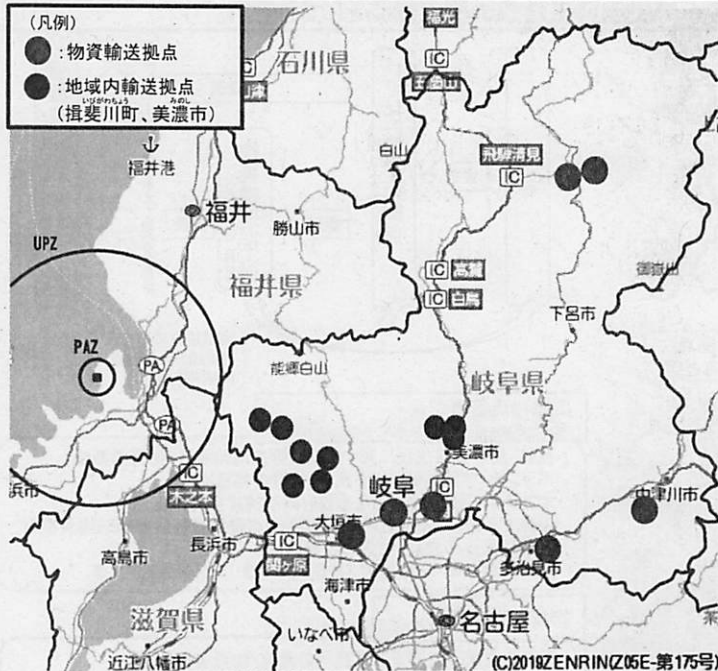 (凡例)
:物資輸送拠点
:地域内輸送拠点
いびがわちょう みのし
(揖斐川町、美濃市)
福光
IC
石川県
IC
IC
白山
飛騨清見
IC
福井港
福井
勝山市
UPZ
福井県
IC 高鷲
IC 白鳥
御嶽山
下呂市
PAZ
PA
能郷白山
岐阜県
PA
美濃市
浜市
IC
木之本
岐阜
IC
中津川市
大垣市
高島市
長浜市
IC
関ヶ原
多治見市
海津市
滋賀県
名古屋
いなべ市
近江八幡市
(C)2019ZENRIN(Z05E-第175号)